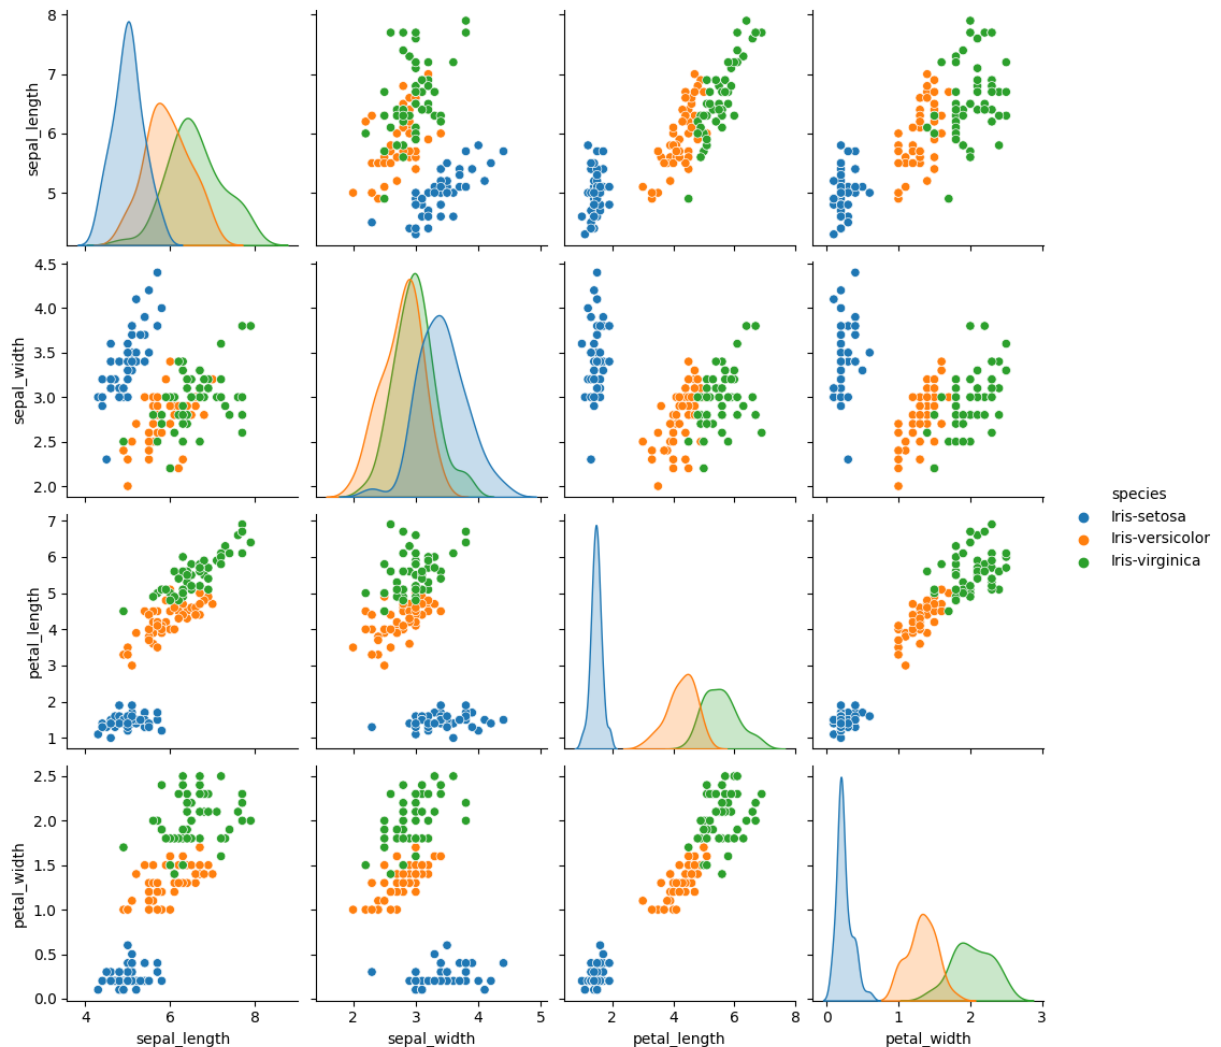 8
7
6
5
sepal_length
4.5
4.0
3.5
3.0
2.5
2.0
sepal_width
species
Iris-setosa
Iris-versicolor
Iris-virginica
7
6
5
4
3
2
1
petal_length
2.5
2.0
1.5
1.0
0.5
0.0
petal_width
4 6 8
sepal_length
2 3 4 5
sepal_width
2 4 6 8
petal_length
0 1 2 3
petal_width